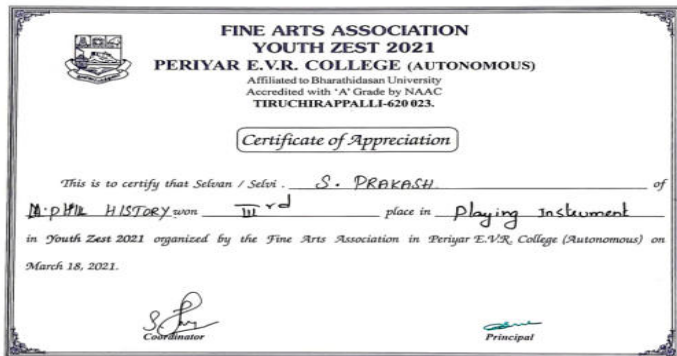 FINE ARTS ASSOCIATION
YOUTH ZEST 2021
PERIYAR E.V.R. COLLEGE (AUTONOMOUS)
Affiliated to Bharathidasan University
Accredited with ‘A’ Grade by NAAC
TIRUCHIRAPPALLI-620 023.
Certificate of Appreciation
This is to certify that Selvan / Selvi . S. PRAKASH of
M.PHIL HISTORY won IIIrd place in Playing Instrument
in Youth Zest 2021 organized by the Fine Arts Association in Periyar E.V.R. College (Autonomous) on
March 18, 2021.
Coordinator
Principal